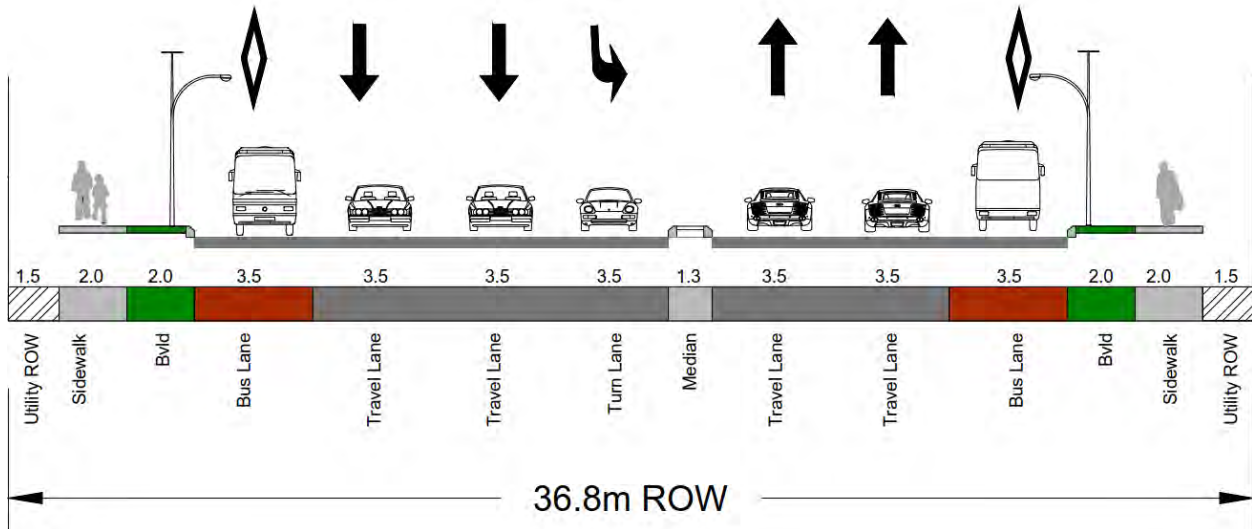 1.5 2.0 2.0 3.5 3.5 3.5 3.5 1.3 3.5 3.5 3.5 2.0 2.0 1.5
Utility ROW
Sidewalk
Bvld
Bus Lane
Travel Lane
Travel Lane
Turn Lane
Median
Travel Lane
Travel Lane
Bus Lane
Bvld
Sidewalk
Utility ROW
36.8m ROW